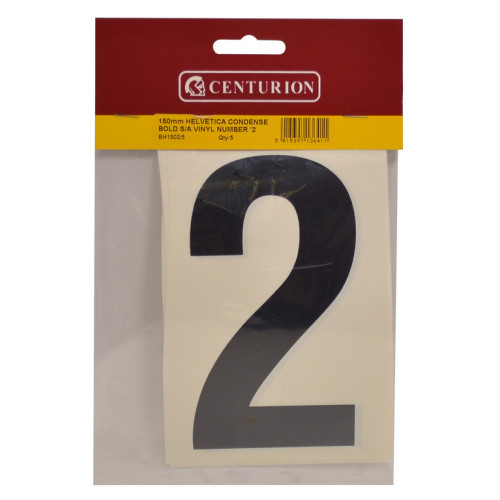 CENTURION
150mm HELVETICA CONDENSE
BOLD S/A VINYL NUMBER '2
BH1502/5 Qty:5
2